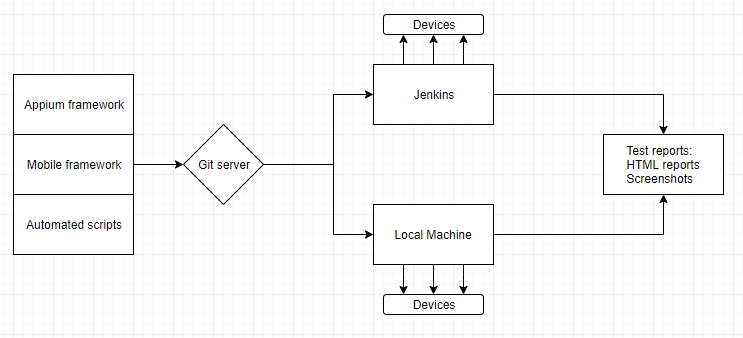 Devices
Appium framework
Jenkins
Mobile framework
Git server
Test reports:
HTML reports
Screenshots
Automated scripts
Local Machine
Devices